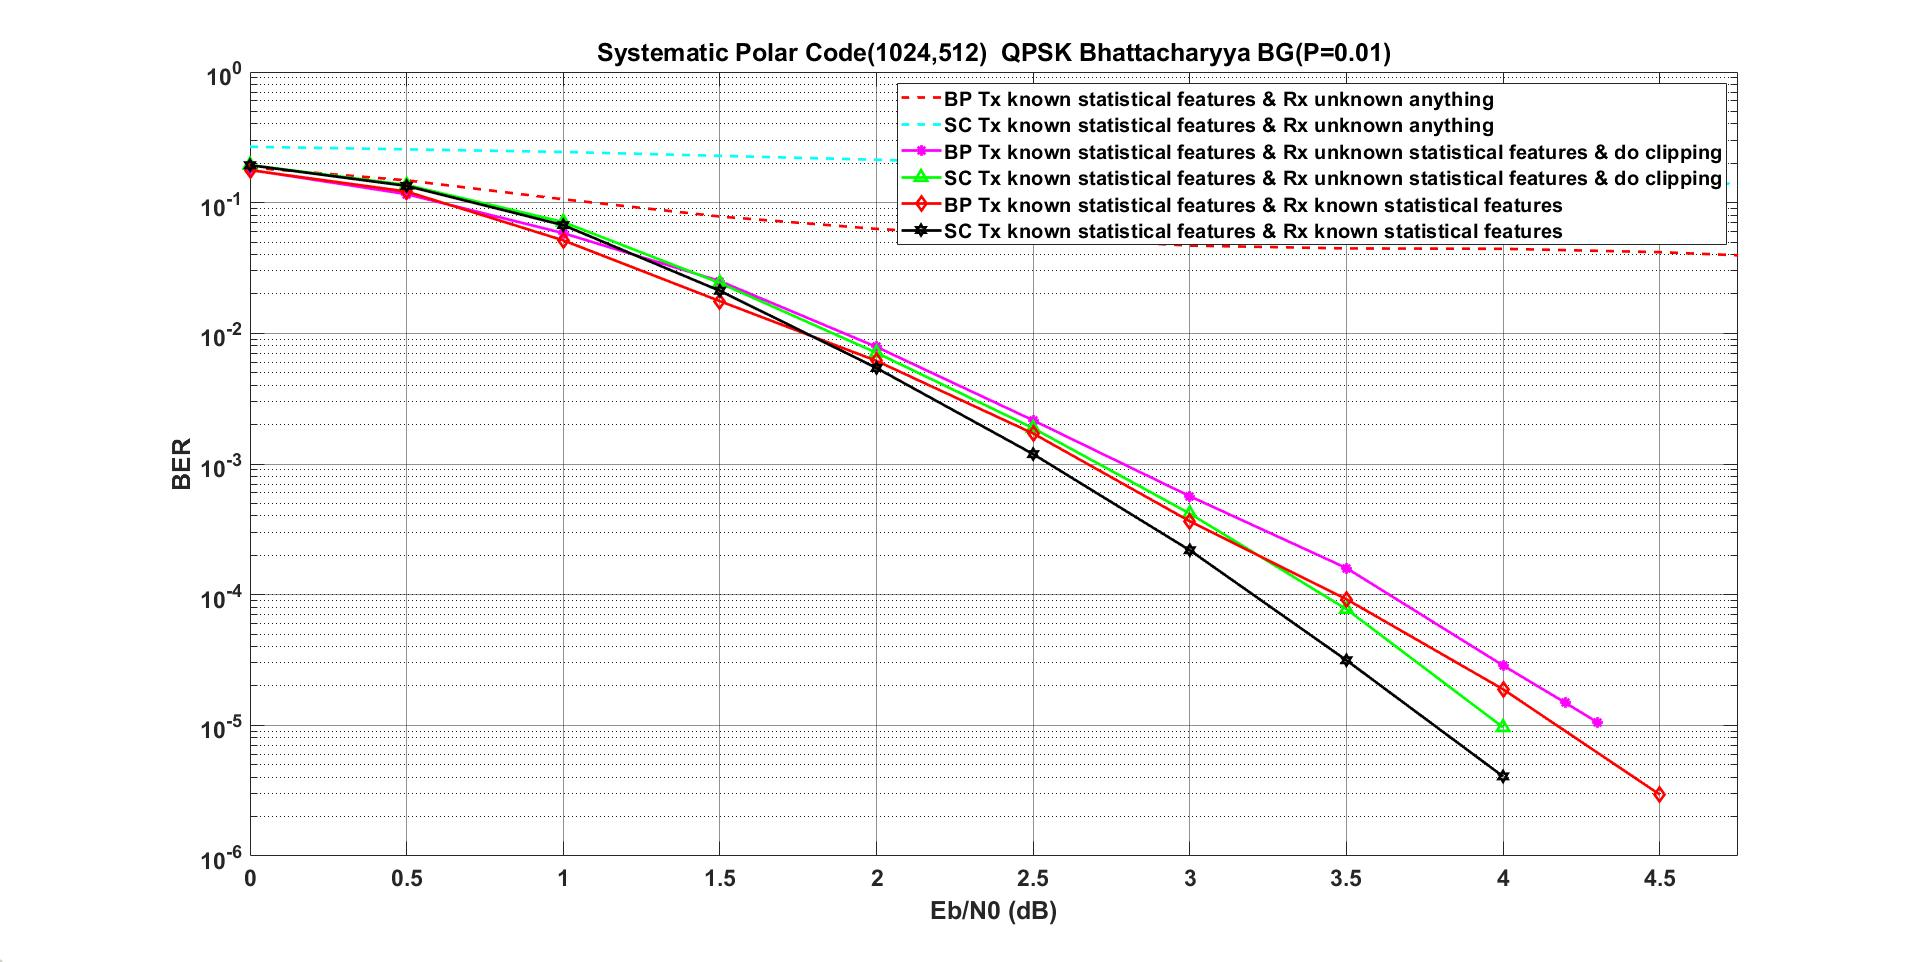 Systematic Polar Code(1024,512)  QPSK Bhattacharyya BG(P=0.01)
10^0
BP Tx known statistical features & Rx unknown anything
SC Tx known statistical features & Rx unknown anything
BP Tx known statistical features & Rx unknown statistical features & do clipping
SC Tx known statistical features & Rx unknown statistical features & do clipping
BP Tx known statistical features & Rx known statistical features
SC Tx known statistical features & Rx known statistical features
10^-1
10^-2
BER
10^-3
10^-4
10^-5
10^-6
0 0.5 1 1.5 2 2.5 3 3.5 4 4.5
Eb/N0 (dB)